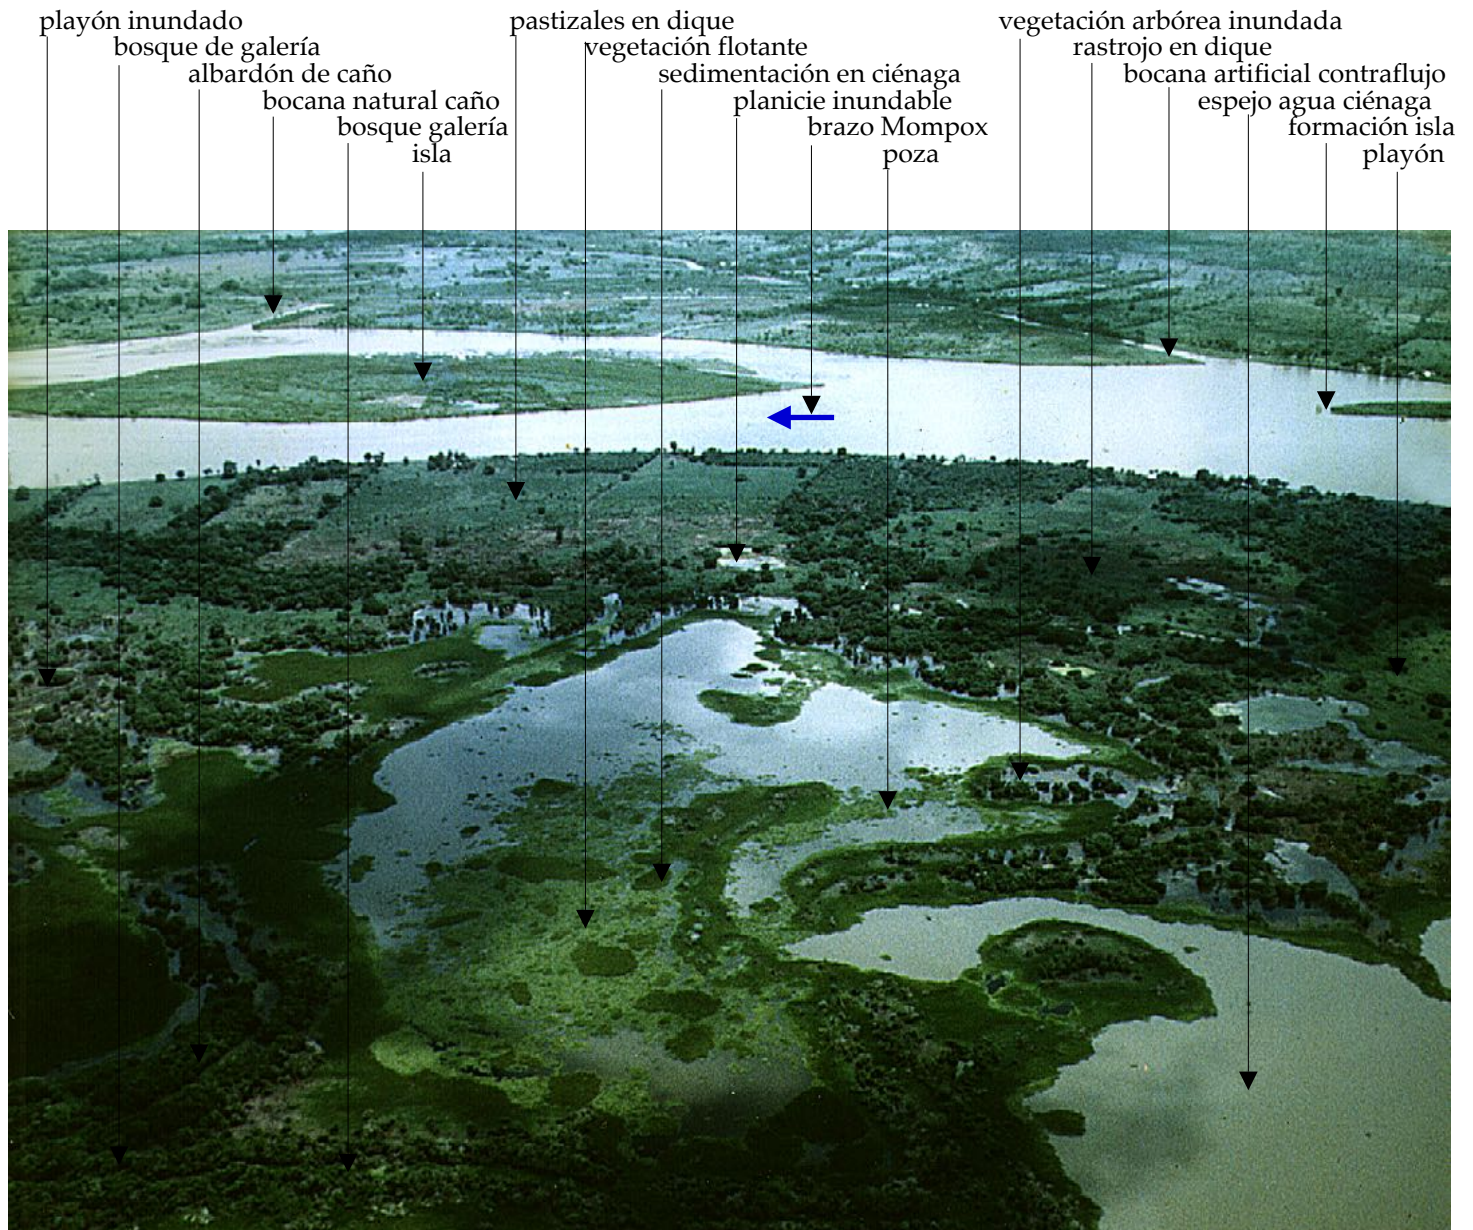 playón inundado
bosque de galería
albardón de caño
bocana natural caño
bosque galería
isla
pastizales en dique
vegetación flotante
sedimentación en ciénaga
planicie inundable
brazo Mompox
poza
vegetación arbórea inundada
rastrojo en dique
bocana artificial contraflujo
espejo agua ciénaga
formación isla
playón